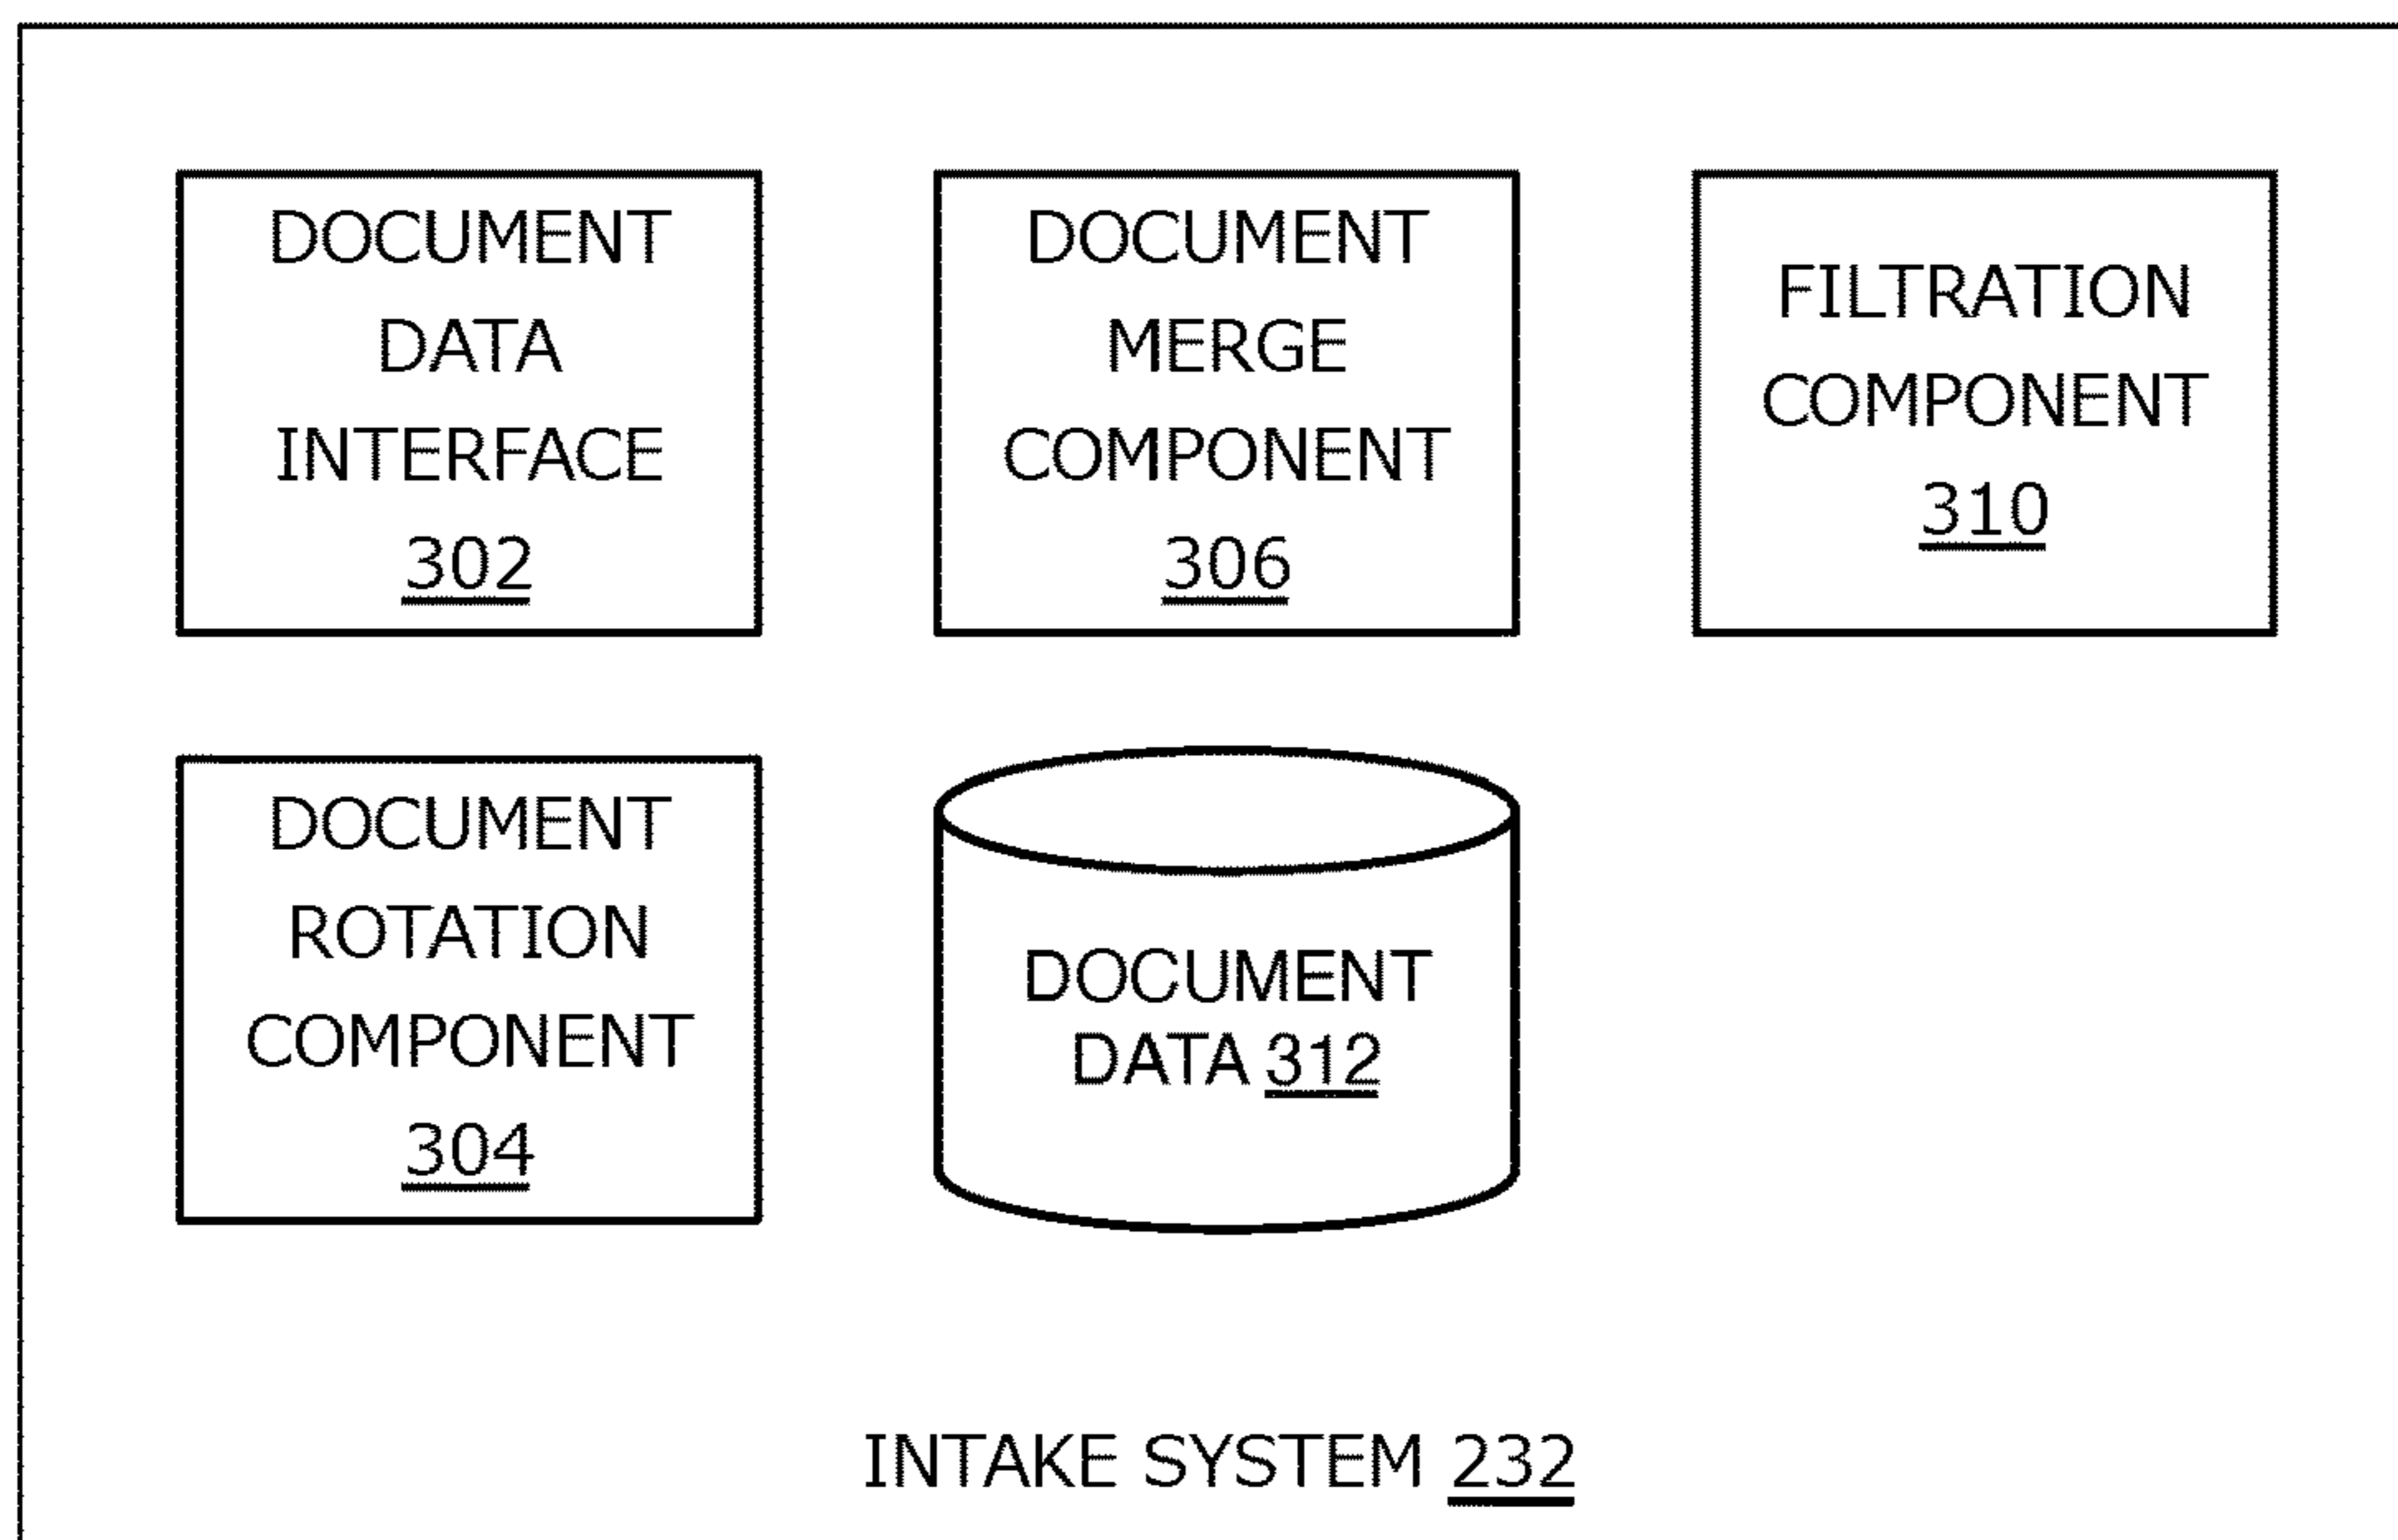 DOCUMENT
DATA
INTERFACE
302
DOCUMENT
MERGE
COMPONENT
306
FILTRATION
COMPONENT
310
DOCUMENT
ROTATION
COMPONENT
304
DOCUMENT
DATA 312
INTAKE SYSTEM 232